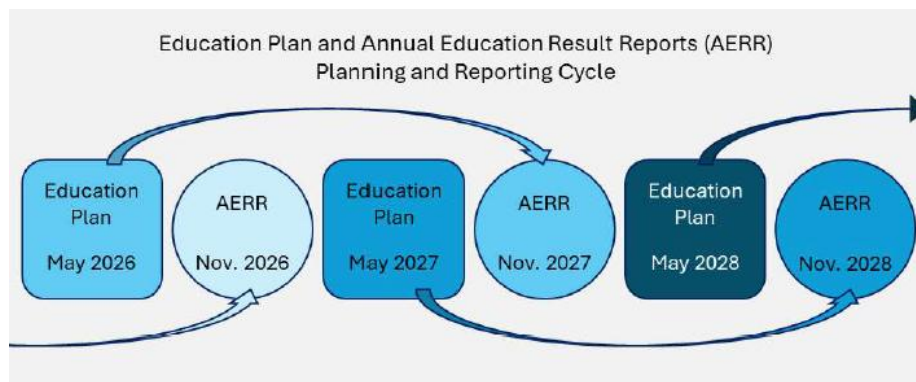 Education Plan and Annual Education Result Reports (AERR)
Planning and Reporting Cycle
Education
Plan
May 2026
AERR
Nov. 2026
Education
Plan
May 2027
AERR
Nov. 2027
Education
Plan
May 2028
AERR
Nov. 2028